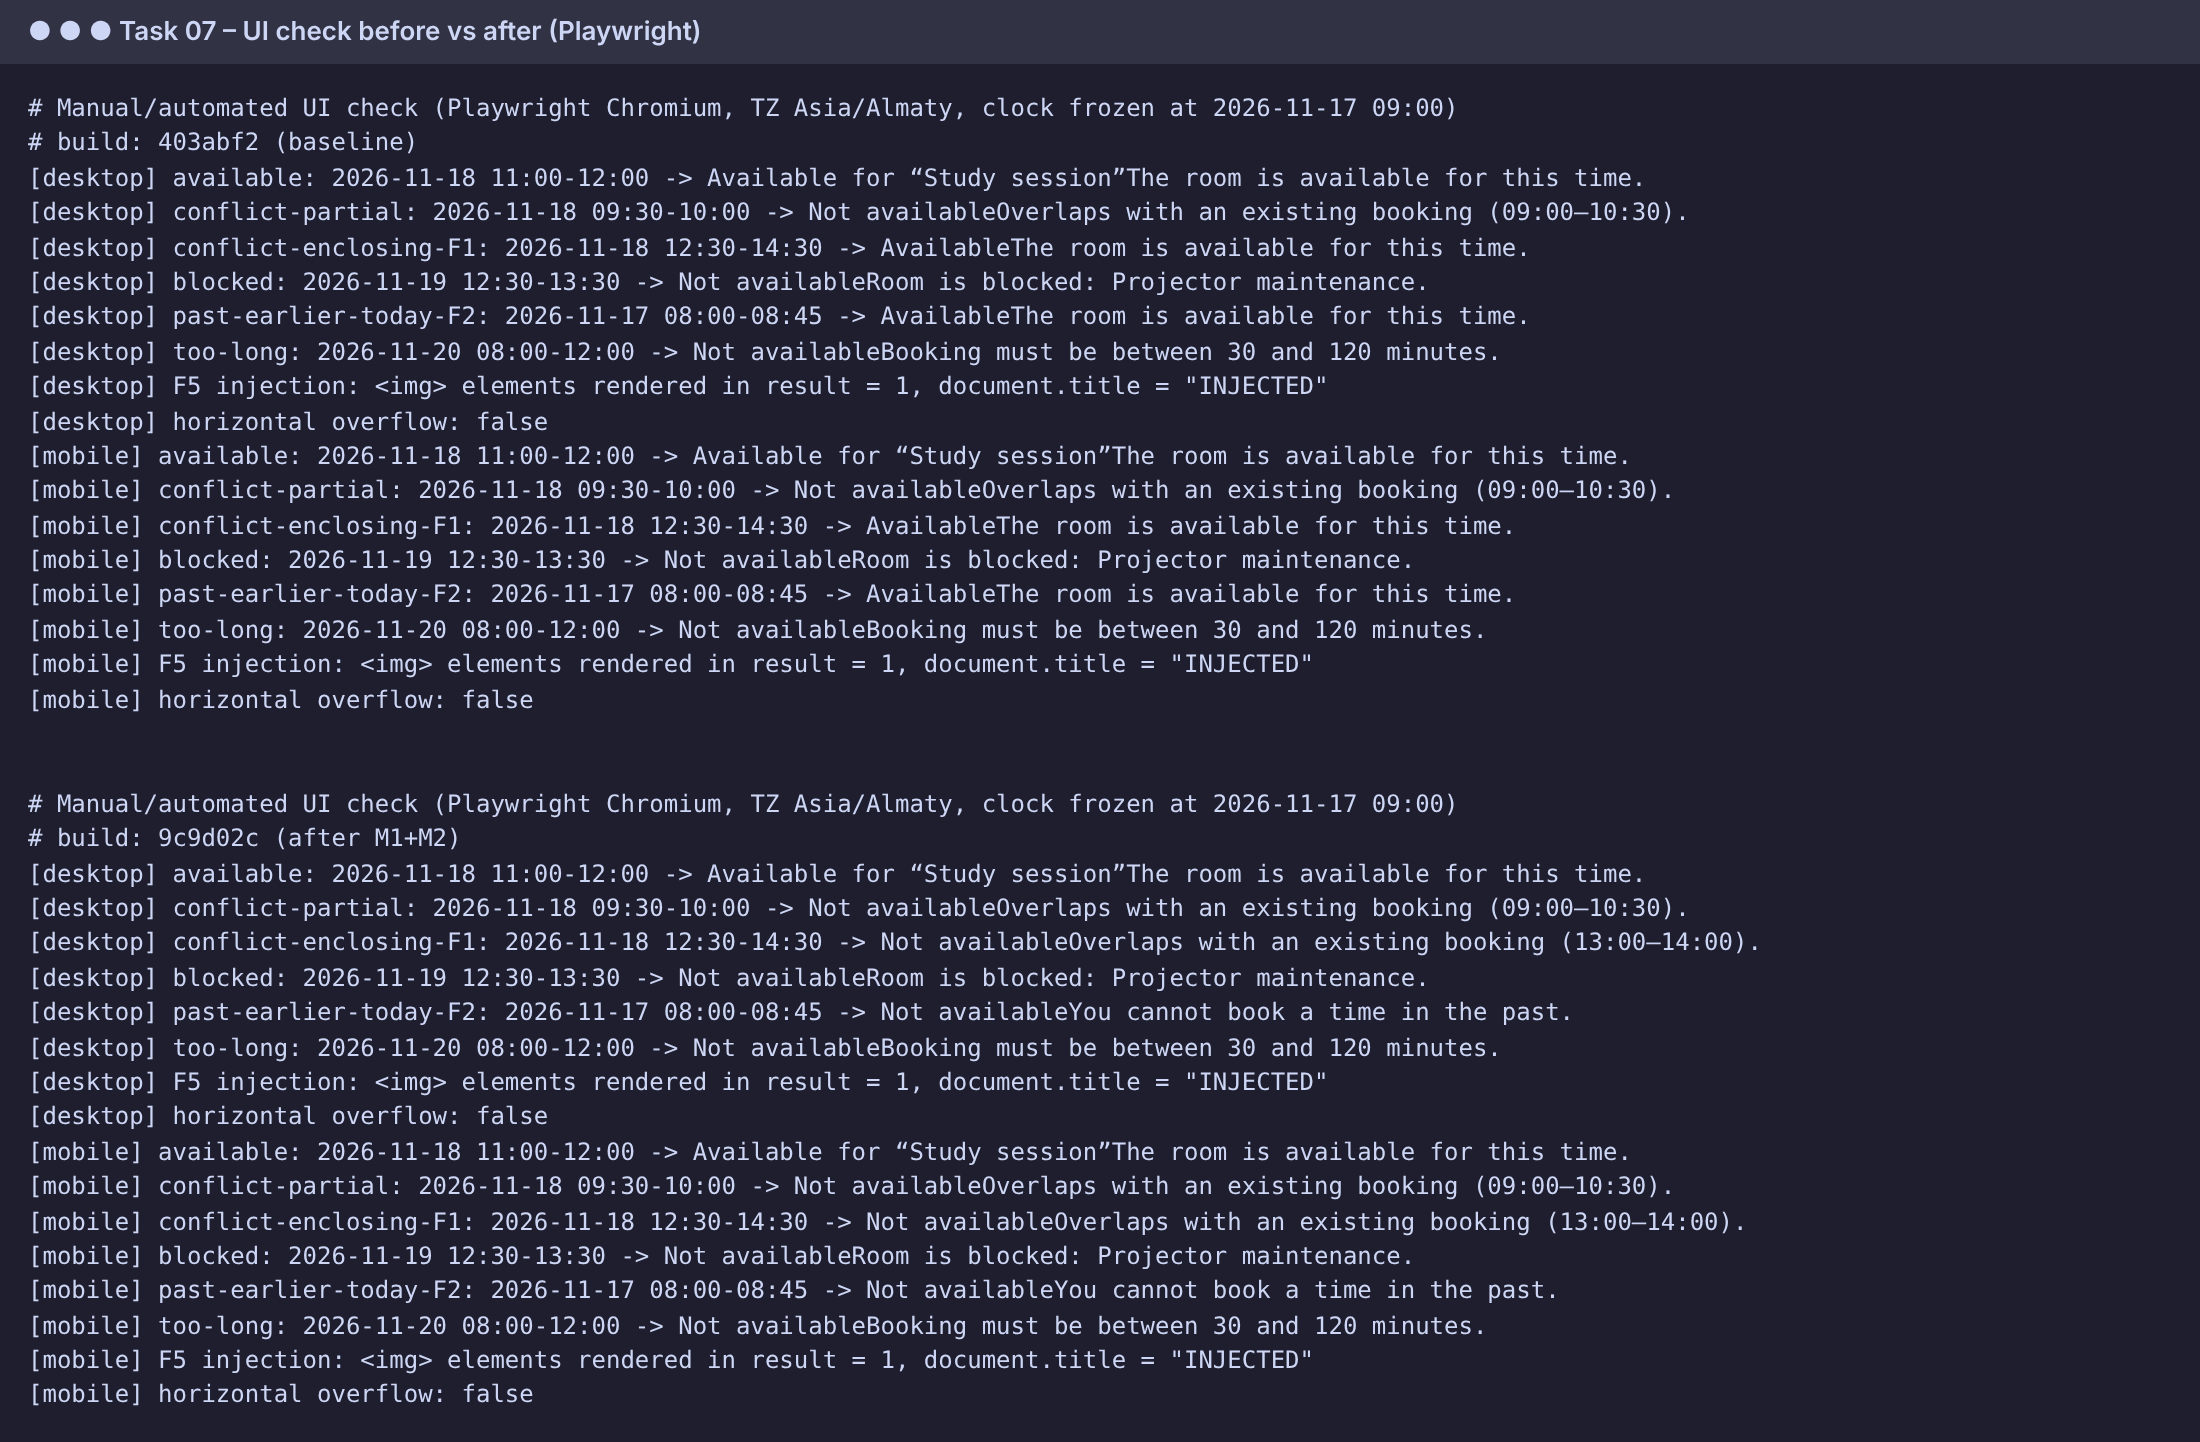 Task 07 – UI check before vs after (Playwright)
# Manual/automated UI check (Playwright Chromium, TZ Asia/Almaty, clock frozen at 2026-11-17 09:00)
# build: 403abf2 (baseline)
[desktop] available: 2026-11-18 11:00-12:00 -> Available for “Study session”The room is available for this time.
[desktop] conflict-partial: 2026-11-18 09:30-10:00 -> Not availableOverlaps with an existing booking (09:00–10:30).
[desktop] conflict-enclosing-F1: 2026-11-18 12:30-14:30 -> AvailableThe room is available for this time.
[desktop] blocked: 2026-11-19 12:30-13:30 -> Not availableRoom is blocked: Projector maintenance.
[desktop] past-earlier-today-F2: 2026-11-17 08:00-08:45 -> AvailableThe room is available for this time.
[desktop] too-long: 2026-11-20 08:00-12:00 -> Not availableBooking must be between 30 and 120 minutes.
[desktop] F5 injection: <img> elements rendered in result = 1, document.title = "INJECTED"
[desktop] horizontal overflow: false
[mobile] available: 2026-11-18 11:00-12:00 -> Available for “Study session”The room is available for this time.
[mobile] conflict-partial: 2026-11-18 09:30-10:00 -> Not availableOverlaps with an existing booking (09:00–10:30).
[mobile] conflict-enclosing-F1: 2026-11-18 12:30-14:30 -> AvailableThe room is available for this time.
[mobile] blocked: 2026-11-19 12:30-13:30 -> Not availableRoom is blocked: Projector maintenance.
[mobile] past-earlier-today-F2: 2026-11-17 08:00-08:45 -> AvailableThe room is available for this time.
[mobile] too-long: 2026-11-20 08:00-12:00 -> Not availableBooking must be between 30 and 120 minutes.
[mobile] F5 injection: <img> elements rendered in result = 1, document.title = "INJECTED"
[mobile] horizontal overflow: false
# Manual/automated UI check (Playwright Chromium, TZ Asia/Almaty, clock frozen at 2026-11-17 09:00)
# build: 9c9d02c (after M1+M2)
[desktop] available: 2026-11-18 11:00-12:00 -> Available for “Study session”The room is available for this time.
[desktop] conflict-partial: 2026-11-18 09:30-10:00 -> Not availableOverlaps with an existing booking (09:00–10:30).
[desktop] conflict-enclosing-F1: 2026-11-18 12:30-14:30 -> Not availableOverlaps with an existing booking (13:00–14:00).
[desktop] blocked: 2026-11-19 12:30-13:30 -> Not availableRoom is blocked: Projector maintenance.
[desktop] past-earlier-today-F2: 2026-11-17 08:00-08:45 -> Not availableYou cannot book a time in the past.
[desktop] too-long: 2026-11-20 08:00-12:00 -> Not availableBooking must be between 30 and 120 minutes.
[desktop] F5 injection: <img> elements rendered in result = 1, document.title = "INJECTED"
[desktop] horizontal overflow: false
[mobile] available: 2026-11-18 11:00-12:00 -> Available for “Study session”The room is available for this time.
[mobile] conflict-partial: 2026-11-18 09:30-10:00 -> Not availableOverlaps with an existing booking (09:00–10:30).
[mobile] conflict-enclosing-F1: 2026-11-18 12:30-14:30 -> Not availableOverlaps with an existing booking (13:00–14:00).
[mobile] blocked: 2026-11-19 12:30-13:30 -> Not availableRoom is blocked: Projector maintenance.
[mobile] past-earlier-today-F2: 2026-11-17 08:00-08:45 -> Not availableYou cannot book a time in the past.
[mobile] too-long: 2026-11-20 08:00-12:00 -> Not availableBooking must be between 30 and 120 minutes.
[mobile] F5 injection: <img> elements rendered in result = 1, document.title = "INJECTED"
[mobile] horizontal overflow: false